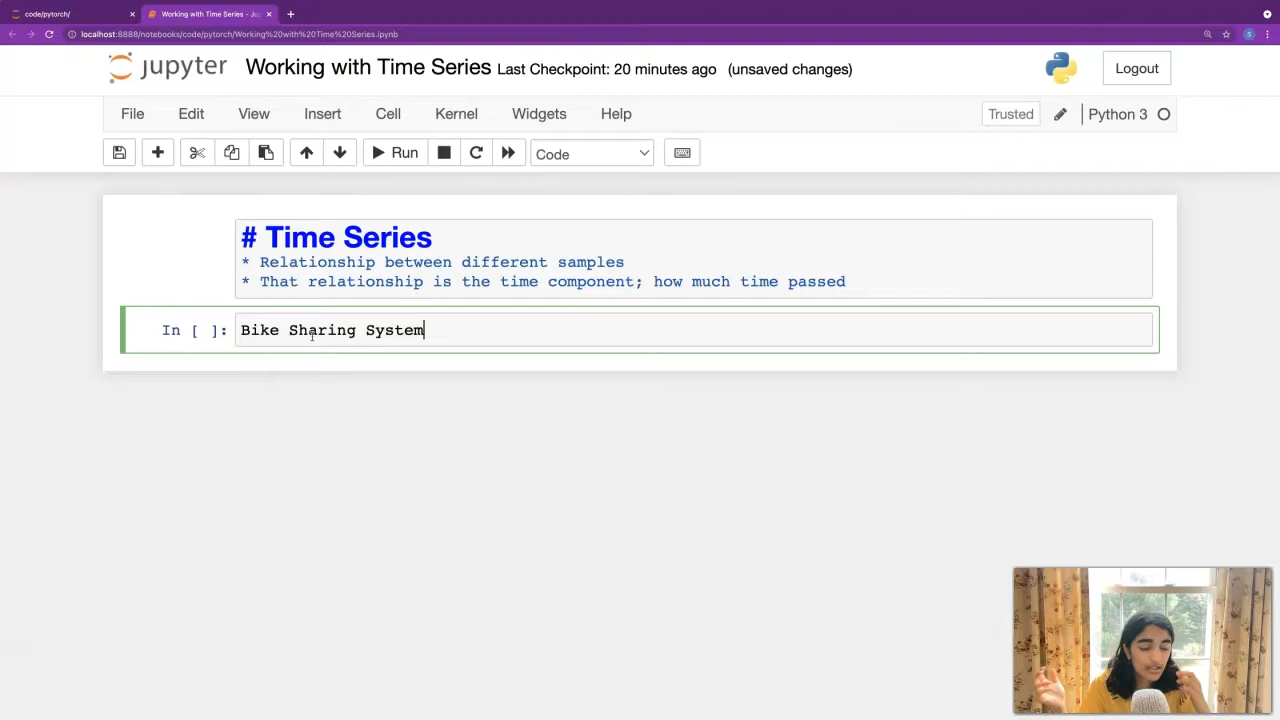 code/pytorch/
Working with Time Series - Ju
localhost:8888/notebooks/code/pytorch/Working%20with%20Time%20Series.ipynb
S
jupyter Working with Time Series Last Checkpoint: 20 minutes ago (unsaved changes)
Logout
File Edit View Insert Cell Kernel Widgets Help
Trusted
Python 3
Run
Code
# Time Series
* Relationship between different samples
* That relationship is the time component; how much time passed
In [ ]: Bike Sharing System